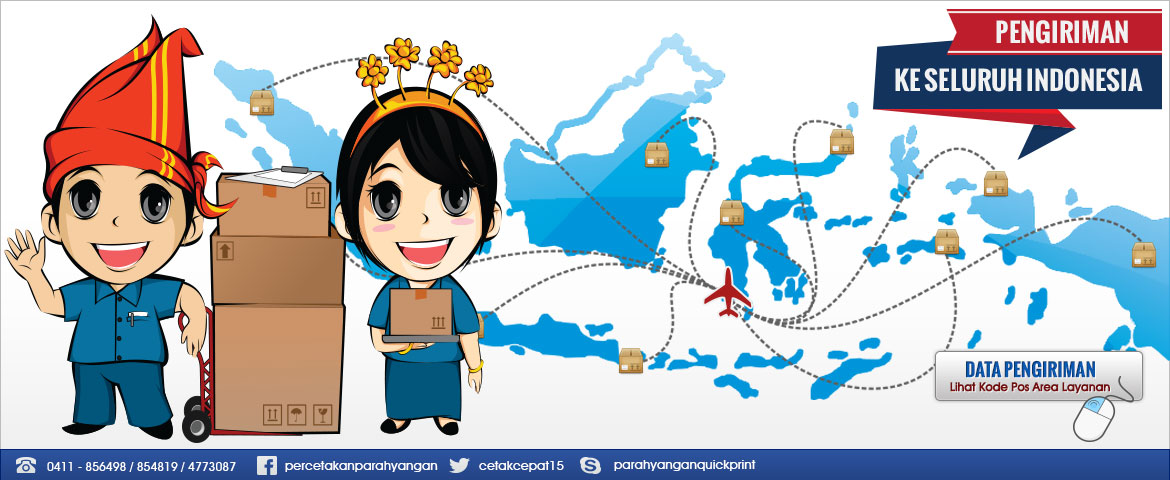 PENGIRIMAN
KE SELURUH INDONESIA
DATA PENGIRIMAN
Lihat Kode Pos Area Layanan
0411 - 856498 / 854819 / 4773087 percetakanparahyangan cetakcepat15 parahyanganquickprint